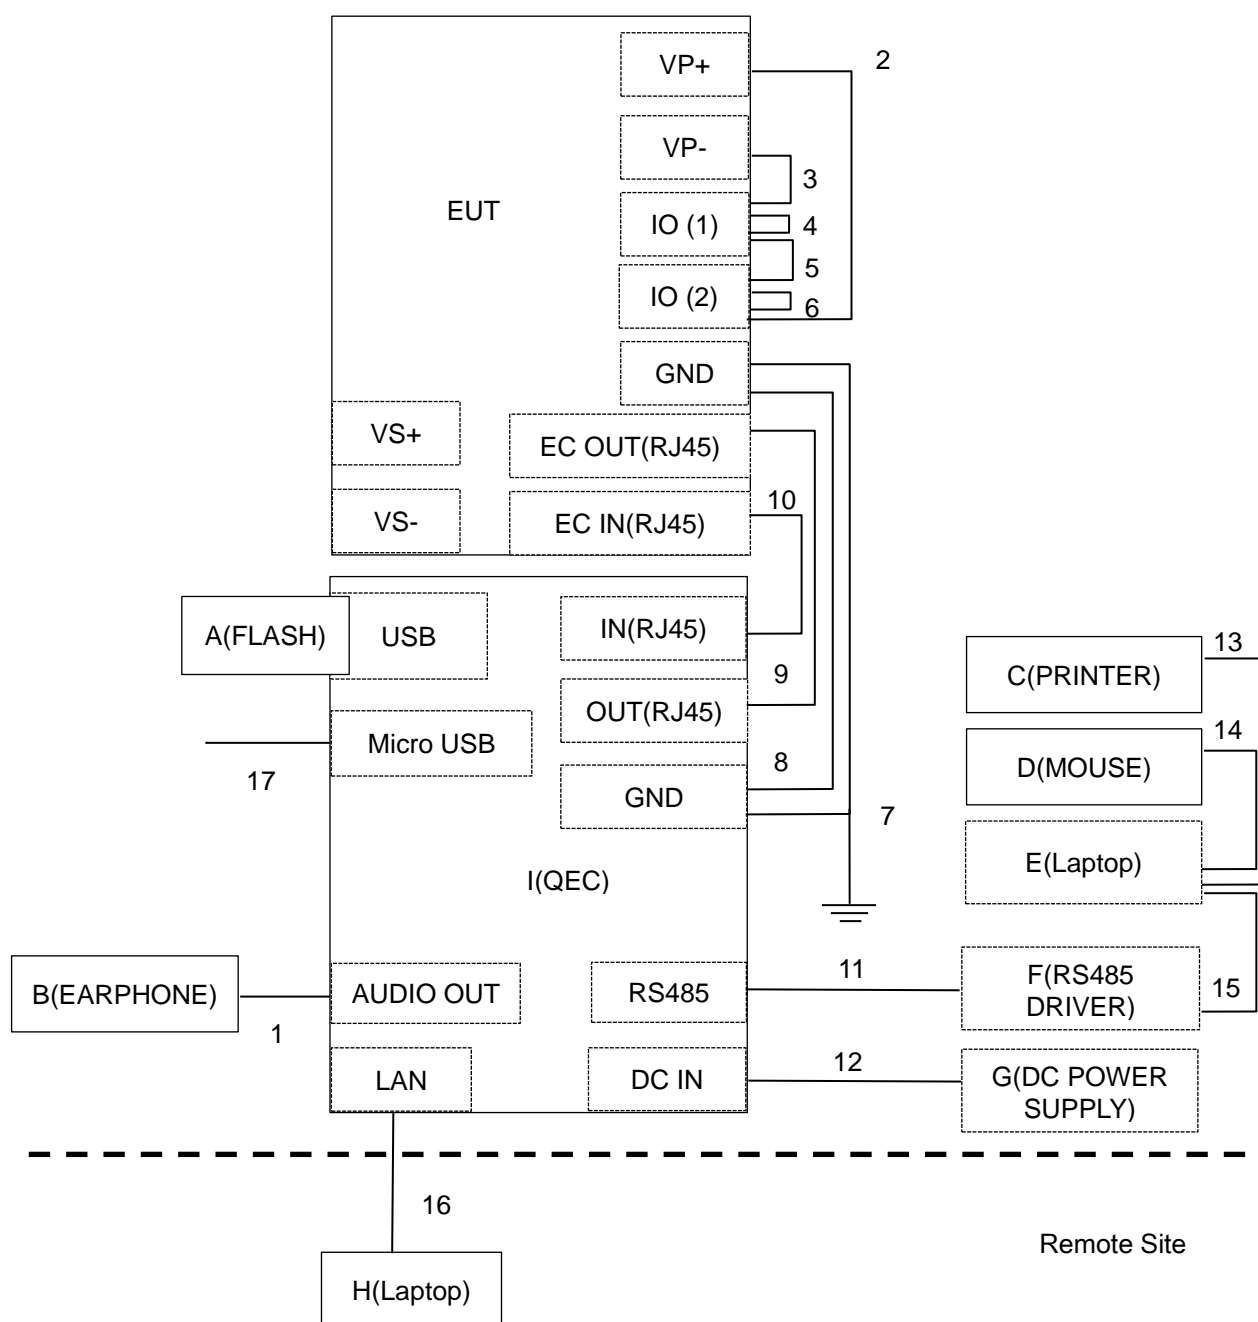 VP+
2
VP-
3
EUT
IO (1)
4
5
IO (2)
6
GND
VS+
EC OUT(RJ45)
10
VS-
EC IN(RJ45)
A(FLASH)
USB
IN(RJ45)
13
C(PRINTER)
9
OUT(RJ45)
14
Micro USB
8
D(MOUSE)
17
GND
7
E(Laptop)
I(QEC)
11
B(EARPHONE)
AUDIO OUT
RS485
F(RS485
DRIVER)
15
1
12
LAN
DC IN
G(DC POWER
SUPPLY)
16
Remote Site
H(Laptop)